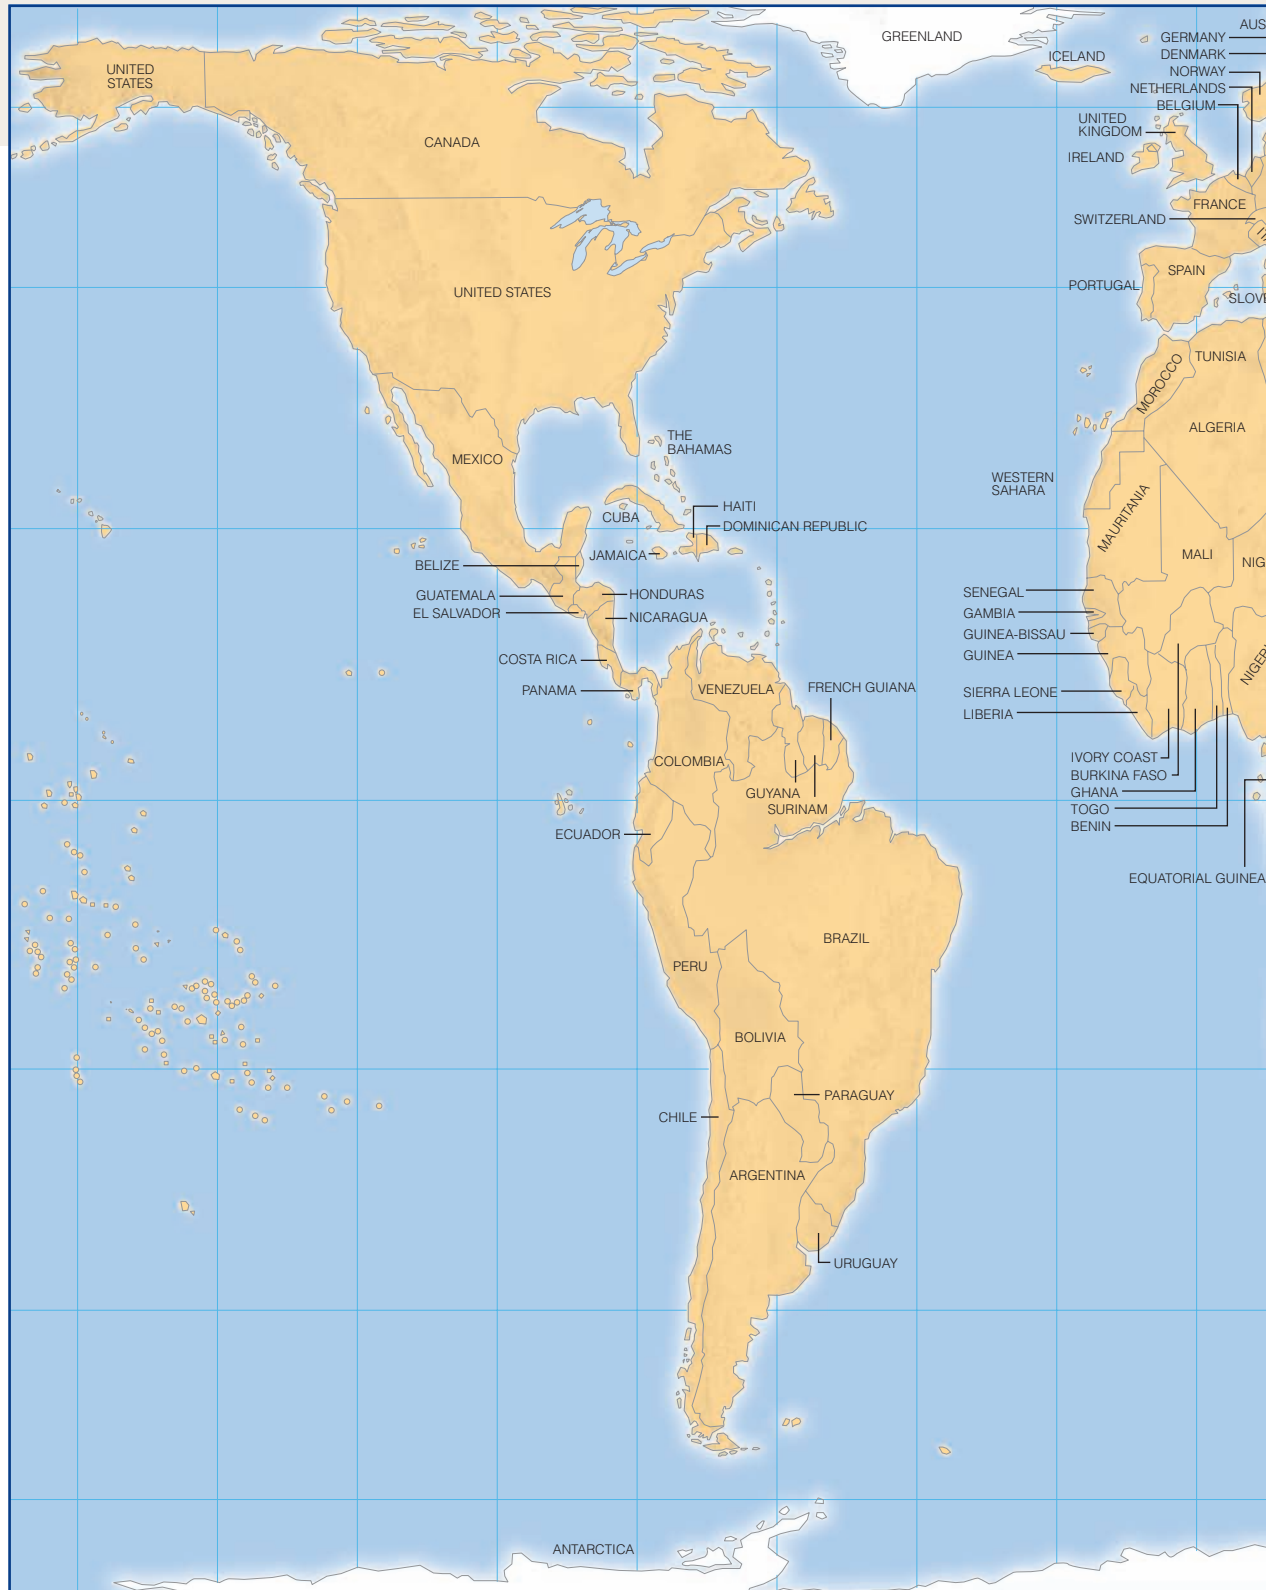 GREENLAND
AUS
GERMANY
DENMARK
ICELAND
NORWAY
NETHERLANDS
BELGIUM
UNITED
STATES
UNITED
KINGDOM
CANADA
IRELAND
FRANCE
SWITZERLAND
SPAIN
PORTUGAL
UNITED STATES
SLOVE
TUNISIA
MOROCCO
ALGERIA
THE
BAHAMAS
MEXICO
WESTERN
SAHARA
HAITI
CUBA
DOMINICAN REPUBLIC
MAURITANIA
JAMAICA
MALI
BELIZE
NIG
GUATEMALA
HONDURAS
SENEGAL
EL SALVADOR
NICARAGUA
GAMBIA
GUINEA-BISSAU
COSTA RICA
GUINEA
NIGER
PANAMA
VENEZUELA
FRENCH GUIANA
SIERRA LEONE
LIBERIA
COLOMBIA
IVORY COAST
BURKINA FASO
GUYANA
GHANA
SURINAM
TOGO
ECUADOR
BENIN
EQUATORIAL GUINEA
BRAZIL
PERU
BOLIVIA
PARAGUAY
CHILE
ARGENTINA
URUGUAY
ANTARCTICA